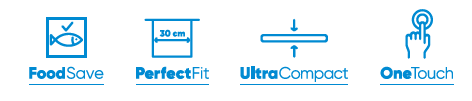 30 cm
FoodSave
PerfectFit
UltraCompact
OneTouch